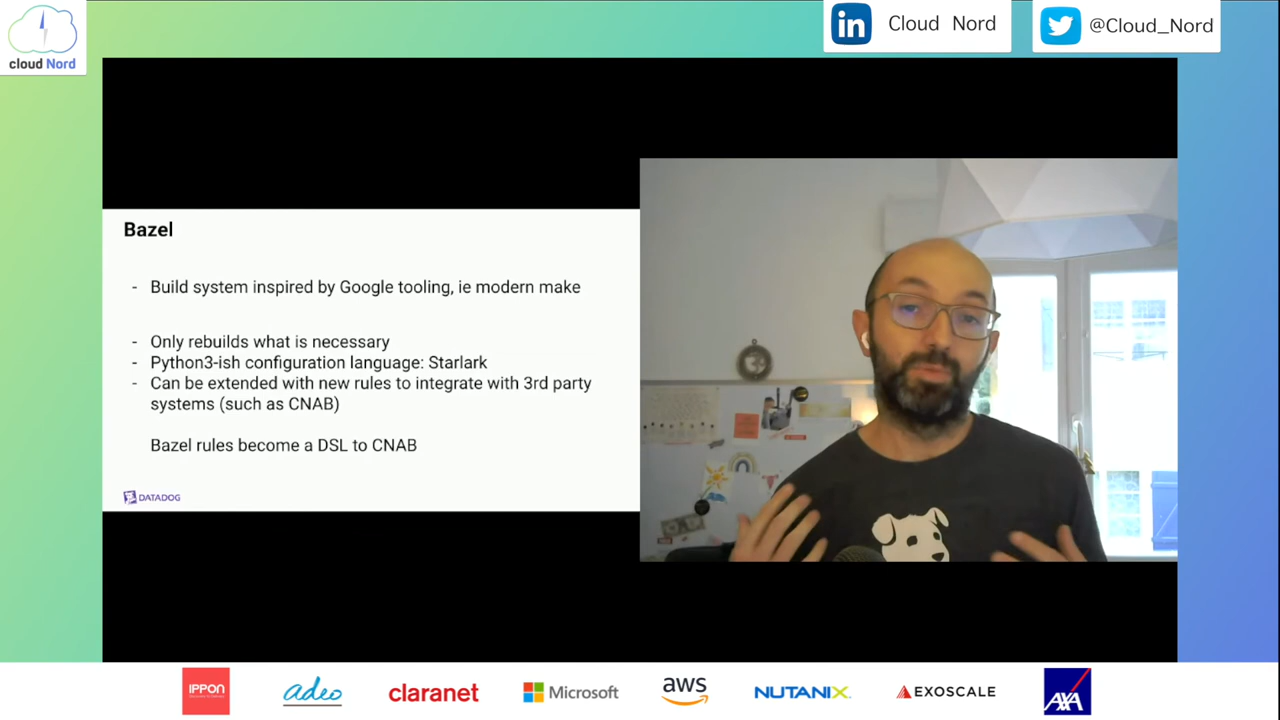 cloud Nord
in
Cloud Nord
@Cloud_Nord
Bazel
- Build system inspired by Google tooling, ie modern make
- Only rebuilds what is necessary
- Python3-ish configuration language: Starlark
- Can be extended with new rules to integrate with 3rd party
systems (such as CNAB)
Bazel rules become a DSL to CNAB
DATADOG
IPPON
adeo
claranet
Microsoft
aws
NUTANIX
EXOSCALE
AXA